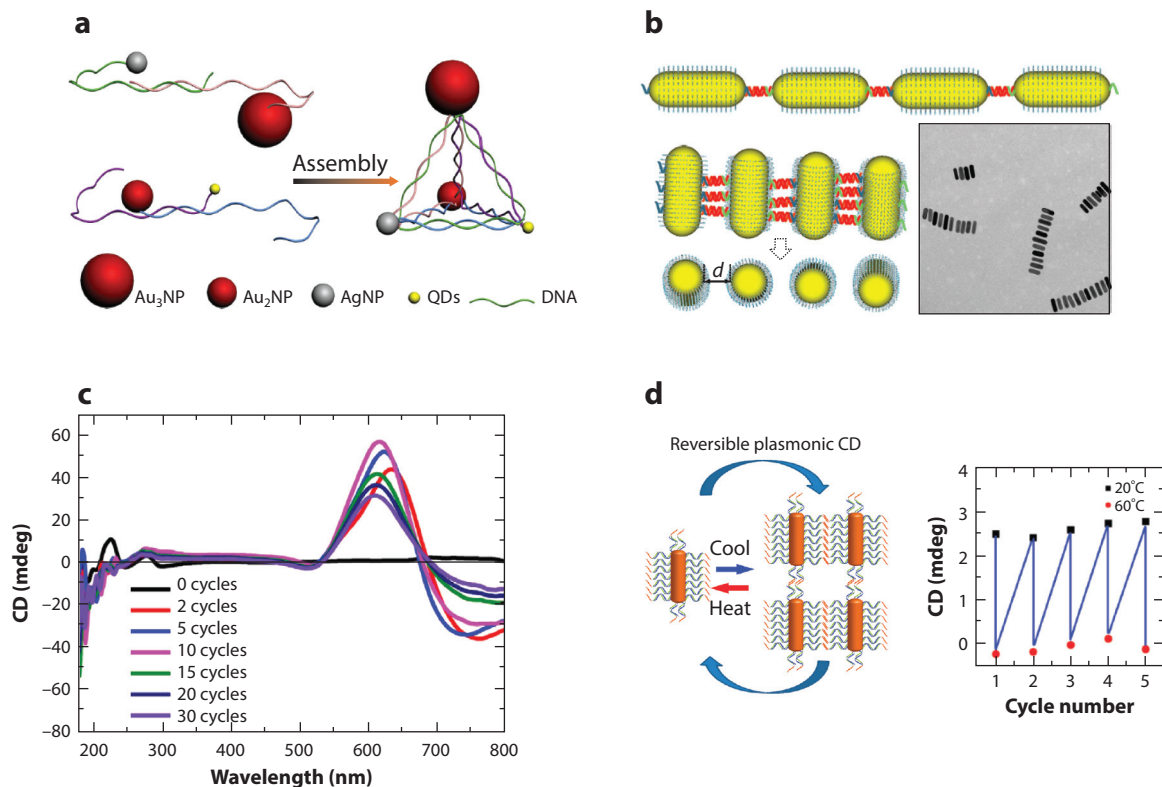 a
Assembly
Au₃NP
Au₂NP
AgNP
QDs
DNA
b
d
c
CD (mdeg)
60
40
20
0
−20
−40
−60
−80
0 cycles
2 cycles
5 cycles
10 cycles
15 cycles
20 cycles
30 cycles
200
300
400
500
600
700
800
Wavelength (nm)
d
Reversible plasmonic CD
Cool
Heat
CD (mdeg)
4
3
2
1
0
20°C
60°C
1 2 3 4 5
Cycle number